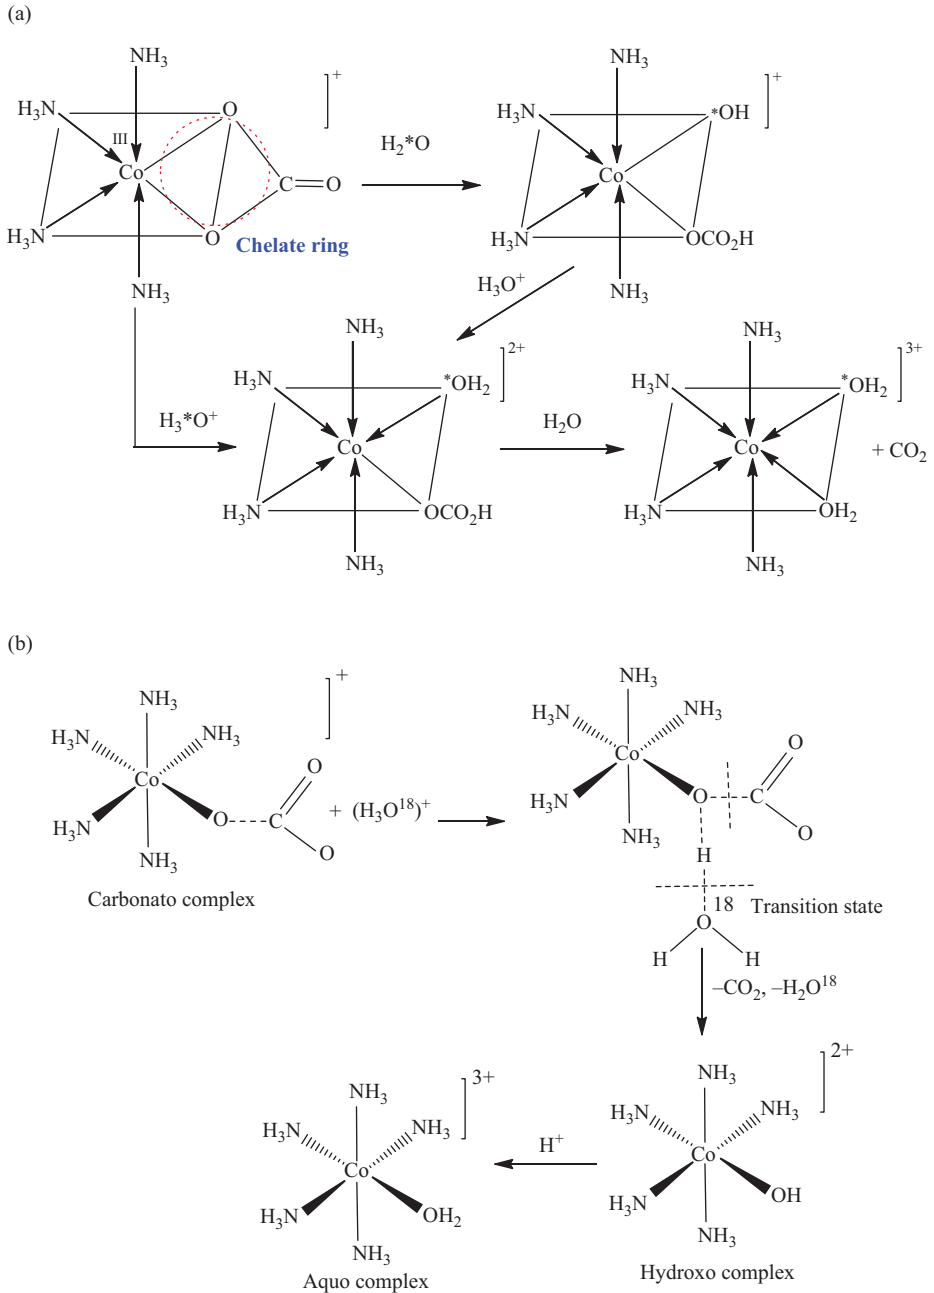 (a)
NH3
]+
H3N
O
III
Co
C=O
H3N
O
Chelate ring
NH3
H2*O
NH3
]+
H3N
*OH
Co
H3N
OCO2H
NH3
H3O+
H3*O+
NH3
]2+
H3N
*OH2
Co
H3N
OCO2H
NH3
H2O
NH3
]3+
H3N
*OH2
Co
+ CO2
H3N
OH2
NH3
(b)
NH3
]+
H3N
NH3
Co
O
O
C
H3N
O
NH3
Carbonato complex
+ (H3O18)+
NH3
H3N
NH3
Co
O
O
C
H3N
O
NH3
H
18
Transition state
O
H
H
–CO2, –H2O18
NH3
]2+
H3N
NH3
Co
H3N
OH
NH3
Hydroxo complex
H+
NH3
]3+
H3N
NH3
Co
H3N
OH2
NH3
Aquo complex